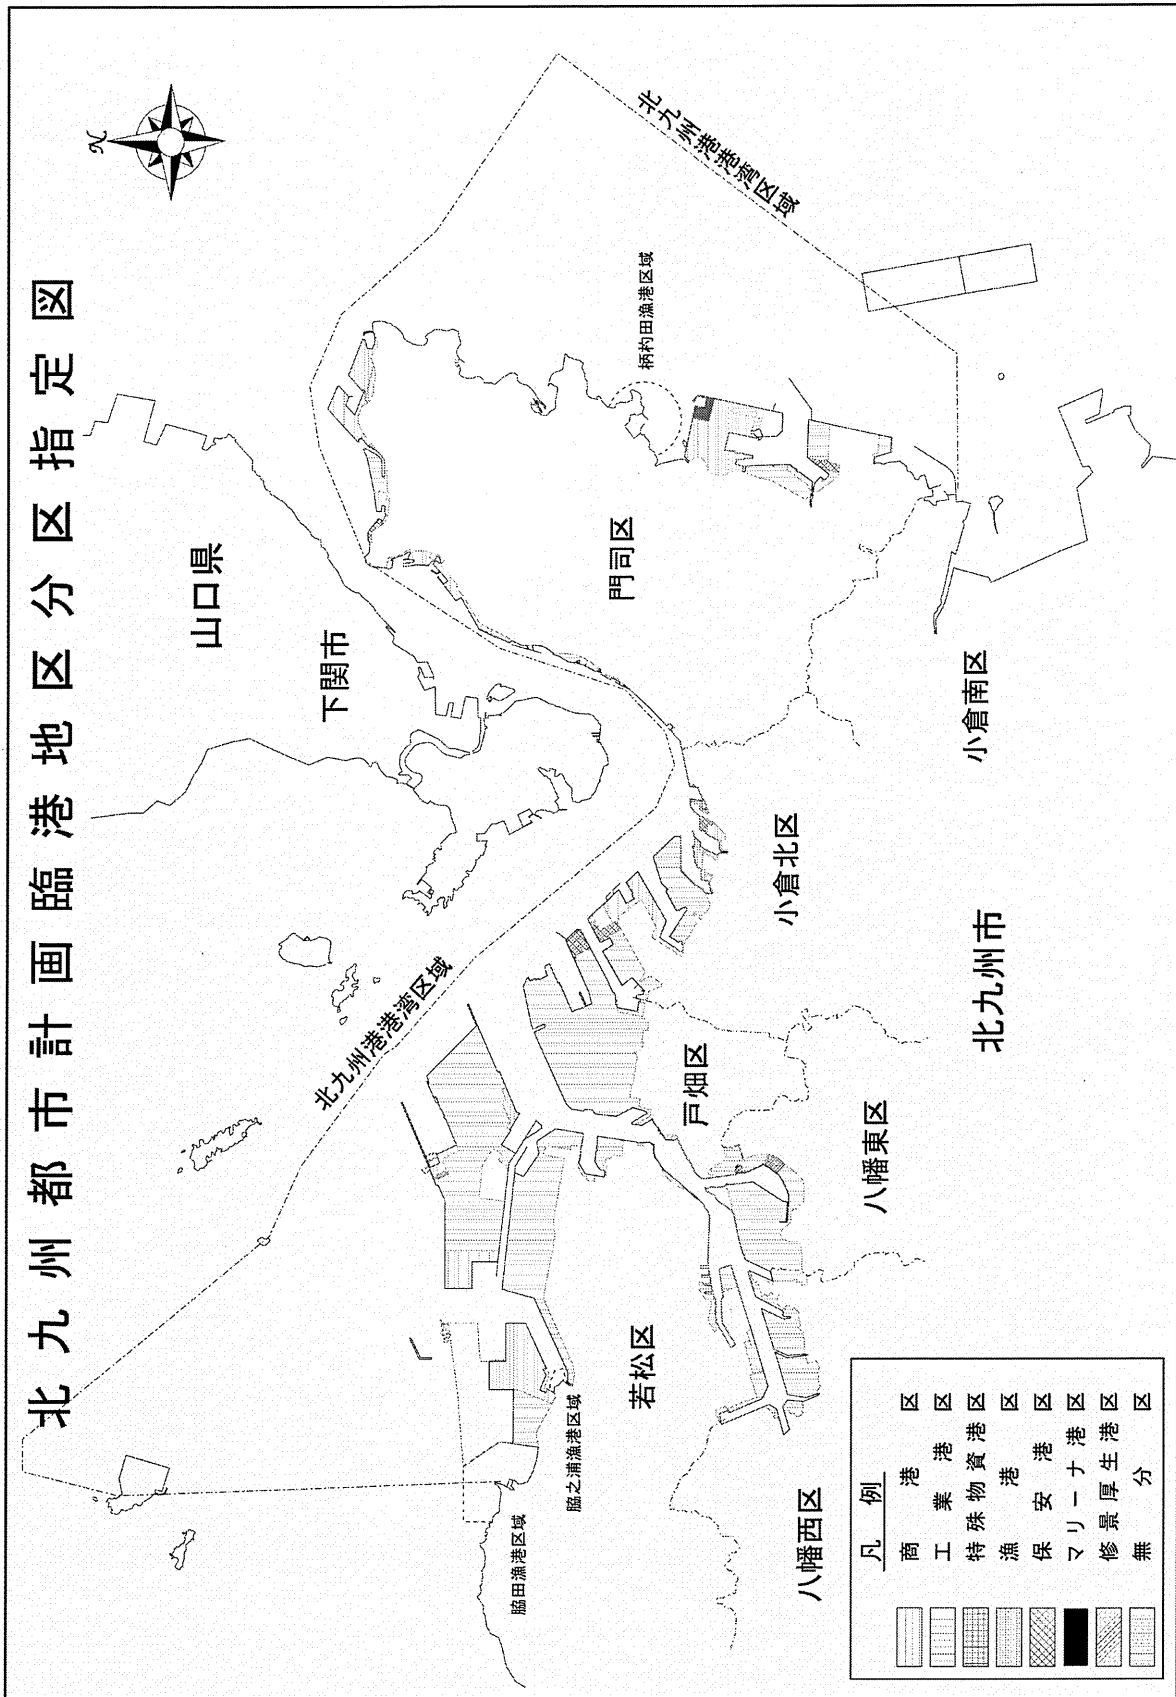 北九州都市計画臨港地区分区指定図
N
山口県
下関市
北九州港港湾区域
柄杓田漁港区域
門司区
小倉南区
小倉北区
北九州市
北九州港港湾区域
戸畑区
八幡東区
若松区
脇之浦漁港区域
脇田漁港区域
八幡西区
凡例
商港区
工業港区
特殊物資港区
漁港区
保安港区
マリーナ港区
修景厚生港区
無分区